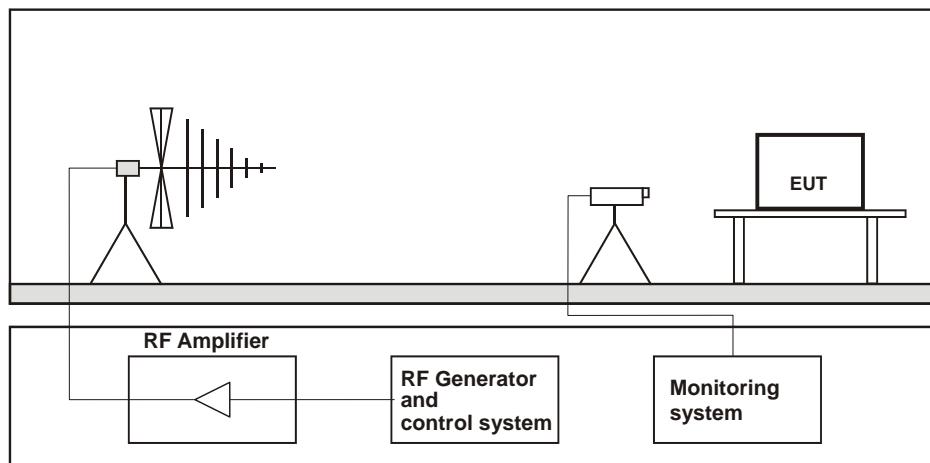 EUT
RF Amplifier
RF Generator
and
control system
Monitoring
system